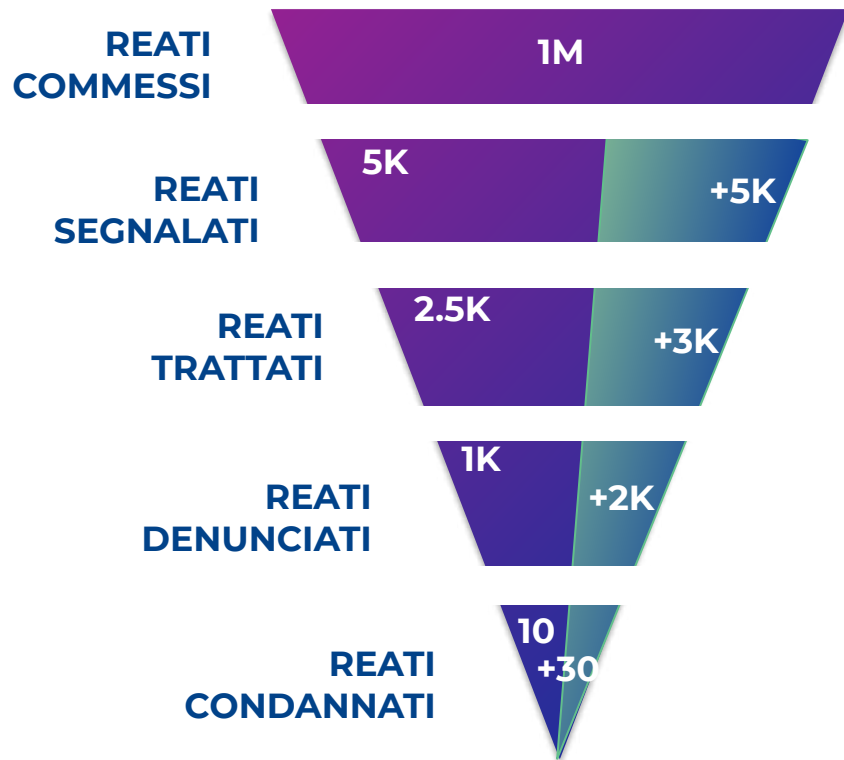 REATI
COMMESSI
1M
REATI
SEGNALATI
5K
+5K
REATI
TRATTATI
2.5K
+3K
REATI
DENUNCIATI
1K
+2K
REATI
CONDANNATI
10
+30